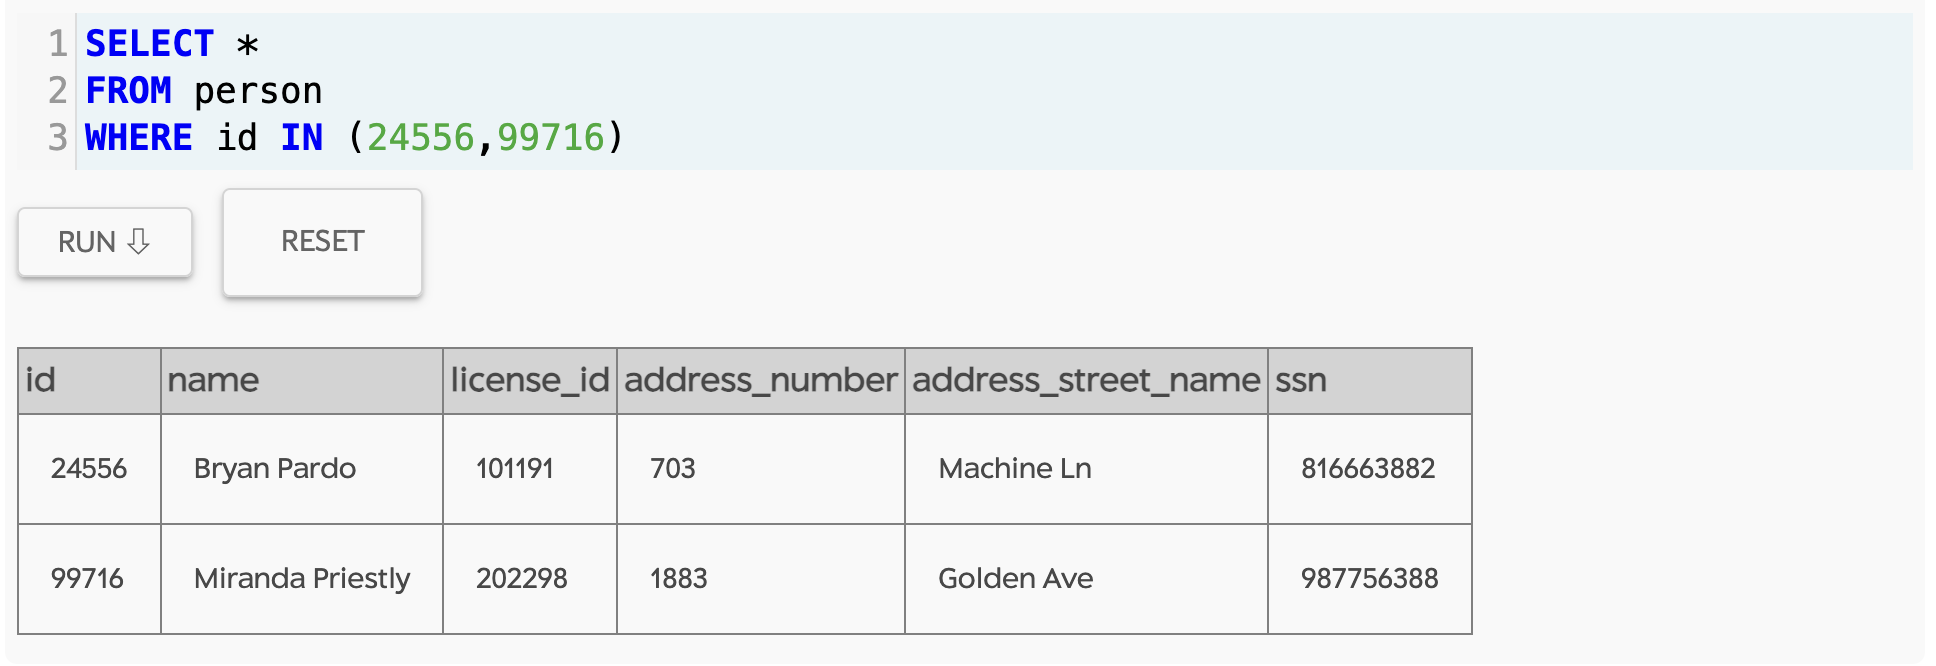 1 SELECT *
2 FROM person
3 WHERE id IN (24556,99716)
RUN ⇩ RESET
id name license_id address_number address_street_name ssn
24556 Bryan Pardo 101191 703 Machine Ln 816663882
99716 Miranda Priestly 202298 1883 Golden Ave 987756388